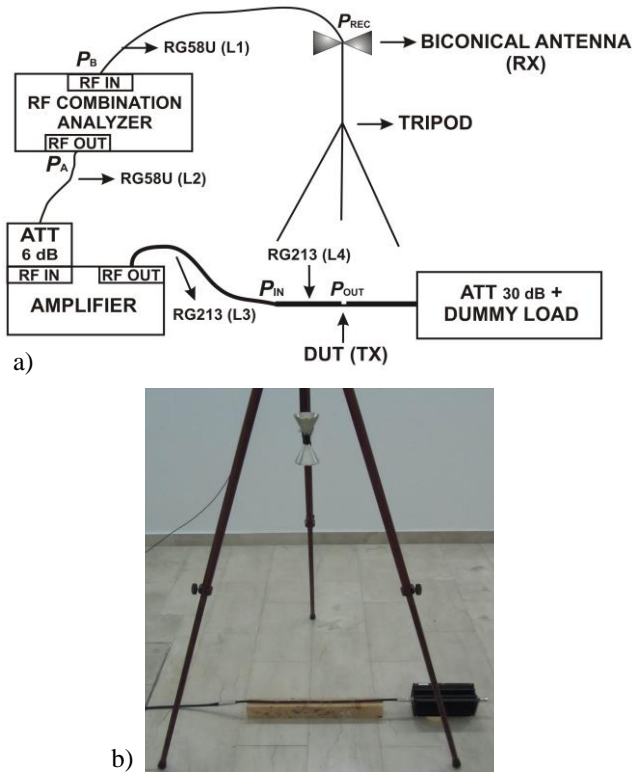 P_REC
BICONICAL ANTENNA
(RX)
RG58U (L1)
P_B
RF IN
RF COMBINATION
ANALYZER
RF OUT
TRIPOD
P_A
RG58U (L2)
ATT
6 dB
RF IN
RF OUT
AMPLIFIER
RG213 (L3)
RG213 (L4)
P_IN
P_OUT
ATT 30 dB +
DUMMY LOAD
DUT (TX)
a)
b)